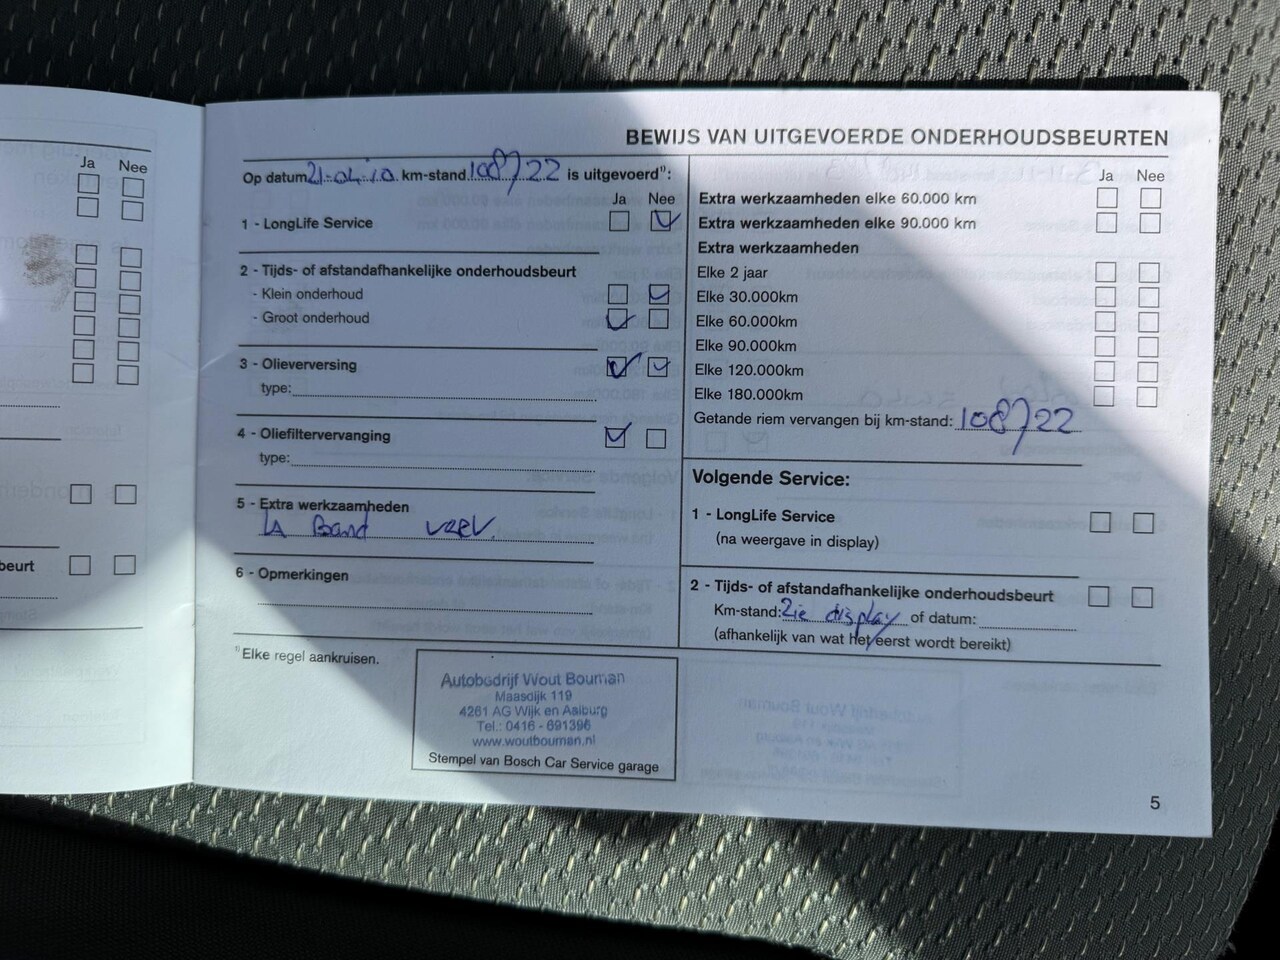 Ja Nee
beurt
BEWIJS VAN UITGEVOERDE ONDERHOUDSBEURTEN
Op datum 21-04-10 km-stand 108722 is uitgevoerd¹⁾:
Ja Nee
1 - LongLife Service
2 - Tijds- of afstandafhankelijke onderhoudsbeurt
- Klein onderhoud
- Groot onderhoud
3 - Olieverversing
type:
4 - Oliefiltervervanging
type:
5 - Extra werkzaamheden
Band
6 - Opmerkingen
¹⁾Elke regel aankruisen.
Autobedrijf Wout Bouman
Maasdijk 119
4261 AG Wijk en Aalburg
Tel.: 0416 - 691396
www.woutbouman.nl
Stempel van Bosch Car Service garage
Ja Nee
Extra werkzaamheden elke 60.000 km
Extra werkzaamheden elke 90.000 km
Extra werkzaamheden
Elke 2 jaar
Elke 30.000km
Elke 60.000km
Elke 90.000km
Elke 120.000km
Elke 180.000km
Getande riem vervangen bij km-stand: 108722
Volgende Service:
1 - LongLife Service
(na weergave in display)
2 - Tijds- of afstandafhankelijke onderhoudsbeurt
Km-stand: Zie display of datum:
(afhankelijk van wat het eerst wordt bereikt)
5